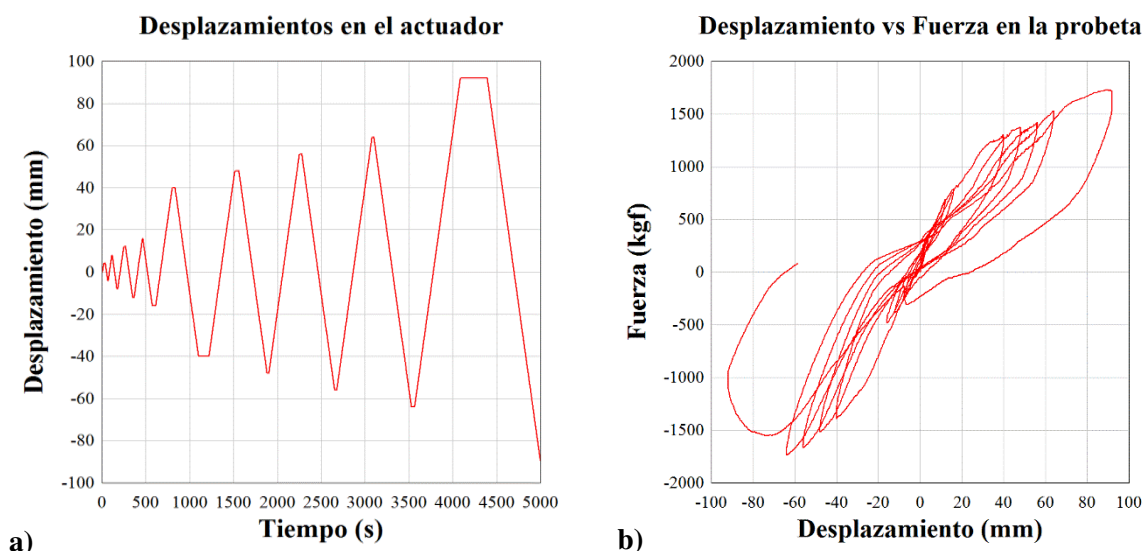 Desplazamientos en el actuador
100
80
60
40
20
0
-20
-40
-60
-80
-100
Desplazamiento (mm)
0 500 1000 1500 2000 2500 3000 3500 4000 4500 5000
Tiempo (s)
a)
Desplazamiento vs Fuerza en la probeta
2000
1500
1000
500
0
-500
-1000
-1500
-2000
Fuerza (kgf)
-100 -80 -60 -40 -20 0 20 40 60 80 100
Desplazamiento (mm)
b)